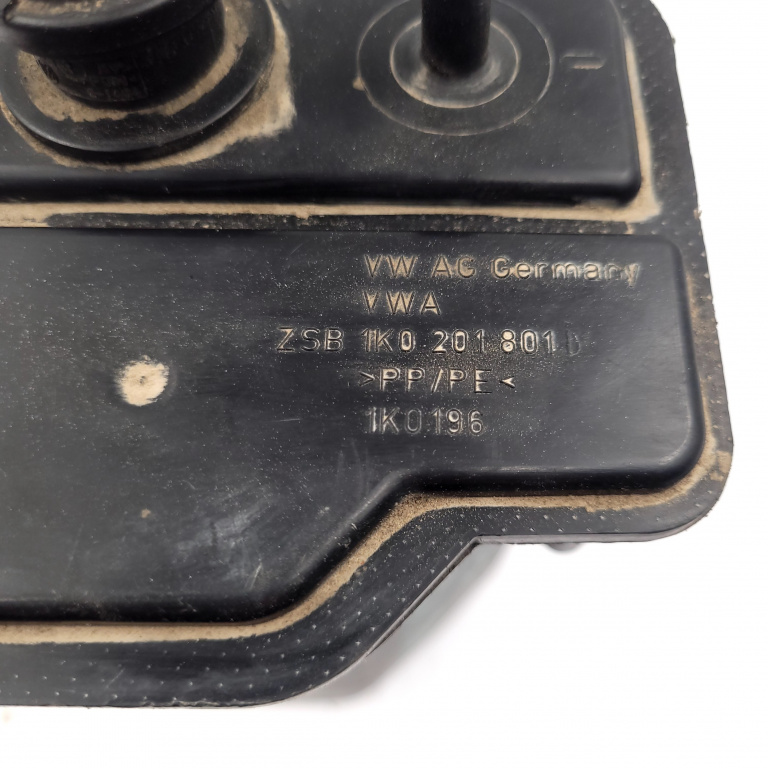 VW AG Germany
VWA
ZSB 1K0 201 801 D
>PP/PE<
1K0196